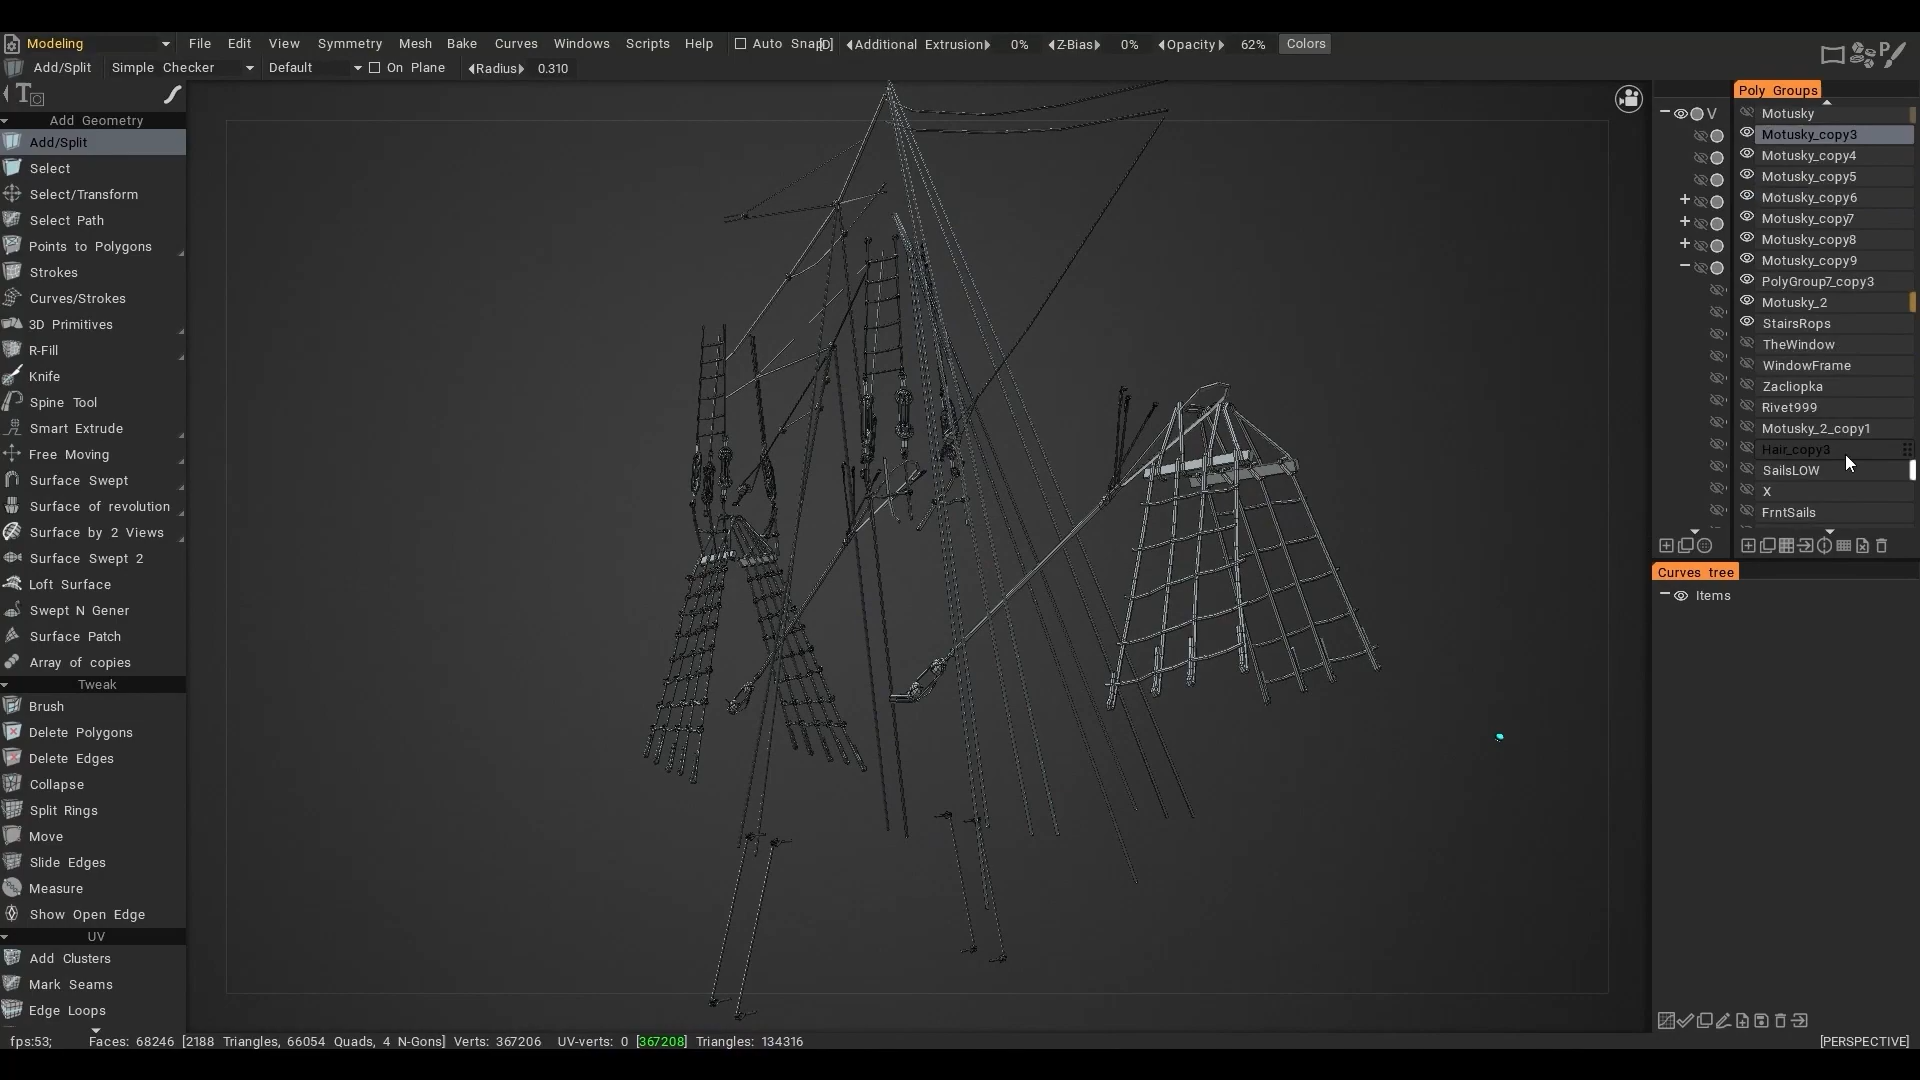 Modeling File Edit View Symmetry Mesh Bake Curves Windows Scripts Help Auto Snap Additional Extrusion 0% Z-Bias 0% Opacity 62% Colors
Add/Split Simple Checker Default On Plane Radius 0.310
Add Geometry
Add/Split
Select
Select/Transform
Select Path
Points to Polygons
Strokes
Curves/Strokes
3D Primitives
R-Fill
Knife
Spine Tool
Smart Extrude
Free Moving
Surface Swept
Surface of revolution
Surface by 2 Views
Surface Swept 2
Loft Surface
Swept N Gener
Surface Patch
Array of copies
Tweak
Brush
Delete Polygons
Delete Edges
Collapse
Split Rings
Move
Slide Edges
Measure
Show Open Edge
UV
Add Clusters
Mark Seams
Edge Loops
V
Poly Groups
Motusky
Motusky_copy3
Motusky_copy4
Motusky_copy5
Motusky_copy6
Motusky_copy7
Motusky_copy8
Motusky_copy9
PolyGroup7_copy3
Motusky_2
StairsRops
TheWindow
WindowFrame
Zacliopka
Rivet999
Motusky_2_copy1
Hair_copy3
SailsLOW
X
FrntSails
Curves tree
Items
fps:53; Faces: 68246 [2188 Triangles, 66054 Quads, 4 N-Gons] Verts: 367206 UV-verts: 0 [367208] Triangles: 134316 [PERSPECTIVE]